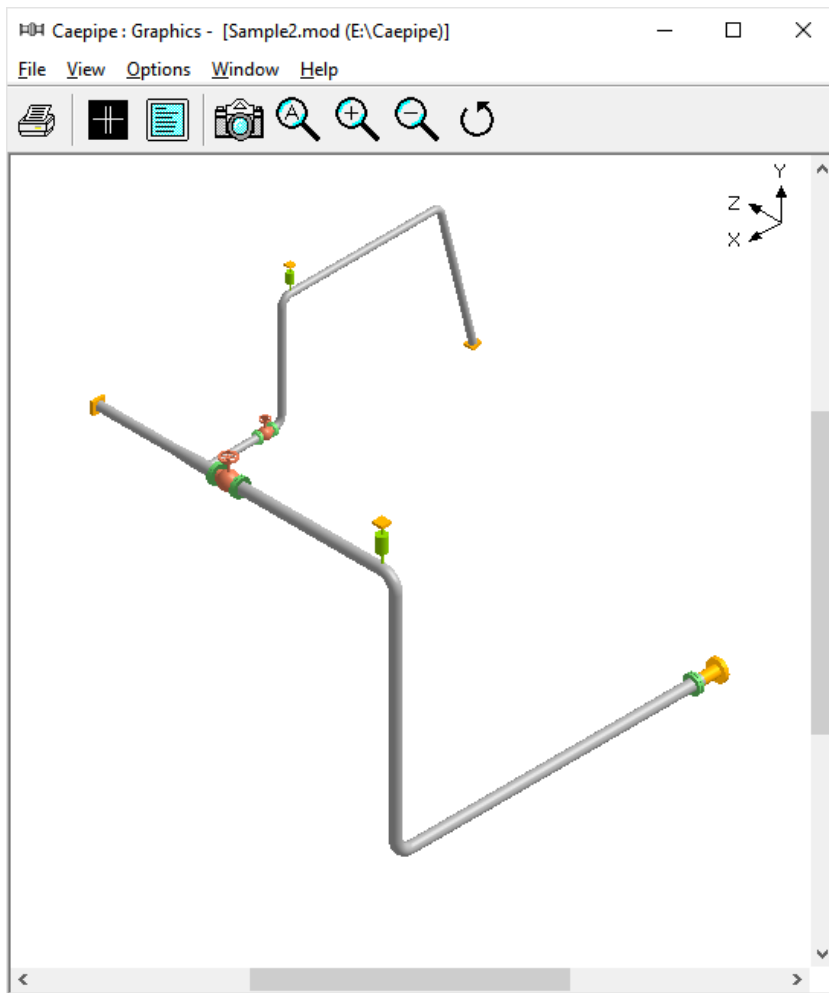 Caepipe : Graphics - [Sample2.mod (E:\Caepipe)]
File View Options Window Help
A
Y
Z
X